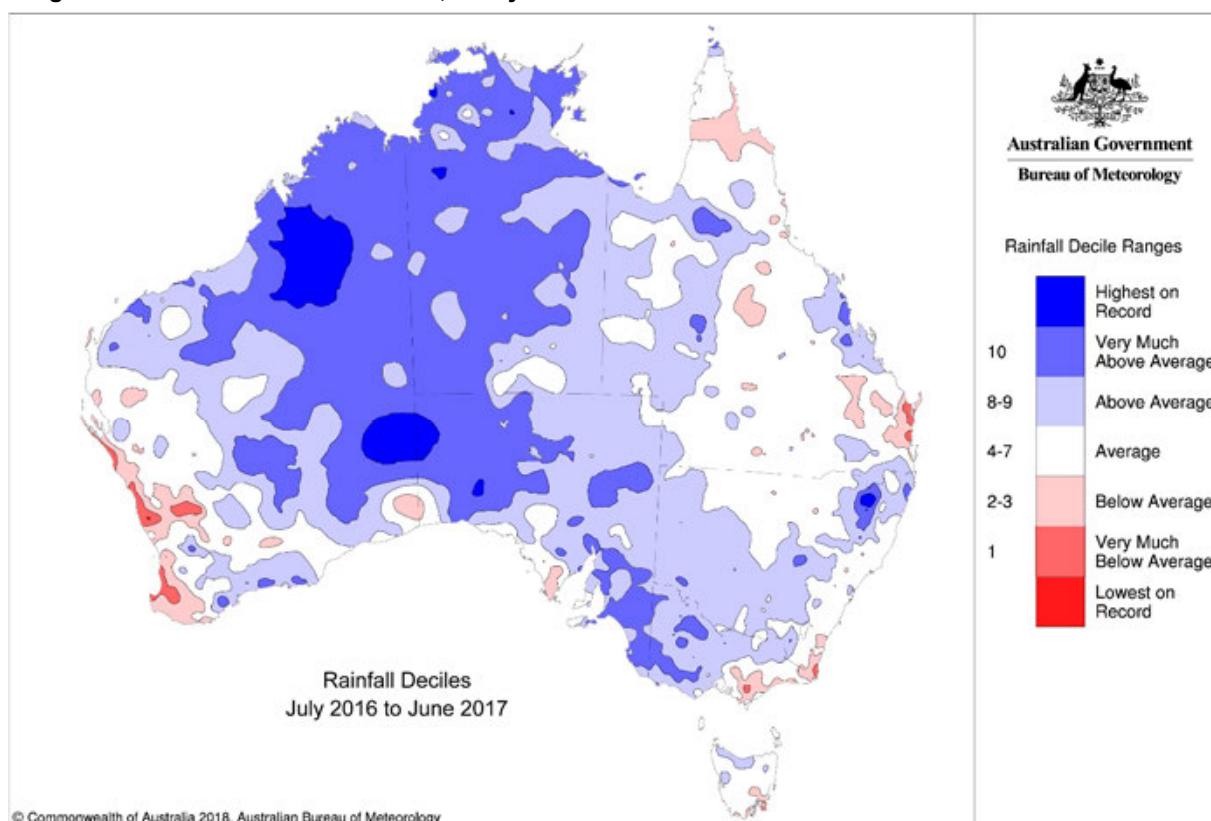 Australian Government
Bureau of Meteorology
Rainfall Decile Ranges
Highest on
Record
10
Very Much
Above Average
8-9
Above Average
4-7
Average
2-3
Below Average
1
Very Much
Below Average
Lowest on
Record
Rainfall Deciles
July 2016 to June 2017
© Commonwealth of Australia 2018, Australian Bureau of Meteorology